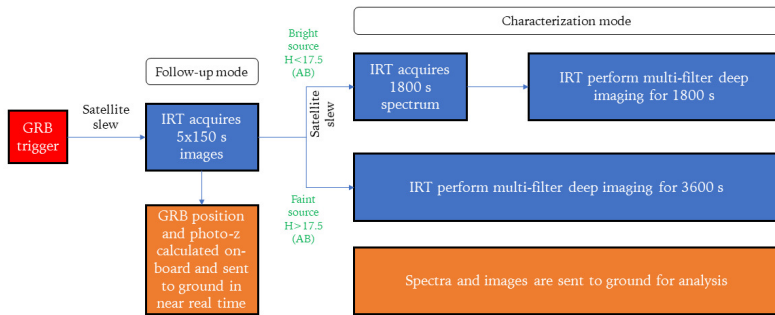 Characterization mode
Bright
source
H<17.5
(AB)
Follow-up mode
IRT acquires
1800 s
spectrum
IRT perform multi-filter deep
imaging for 1800 s
Satellite
slew
GRB
trigger
IRT acquires
5x150 s
images
Satellite
slew
IRT perform multi-filter deep imaging for 3600 s
Faint
source
H>17.5
(AB)
GRB position
and photo-z
calculated on-
board and sent
to ground in
near real time
Spectra and images are sent to ground for analysis